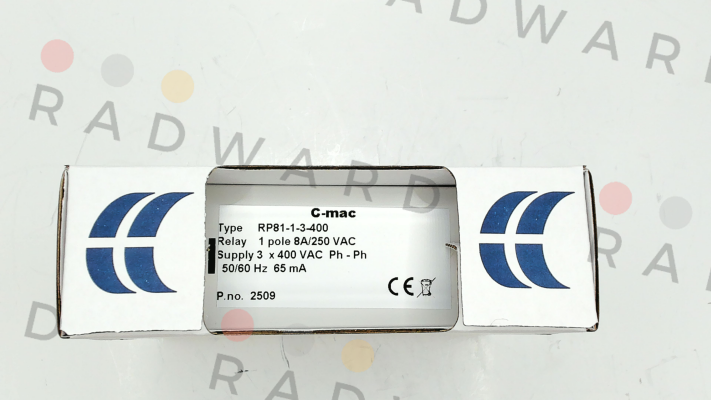 RADWARD
RADWARD
C-mac
Type RP81-1-3-400
Relay 1 pole 8A/250 VAC
Supply 3 x 400 VAC Ph - Ph
50/60 Hz 65 mA
CE
P.no. 2509
RADWARD